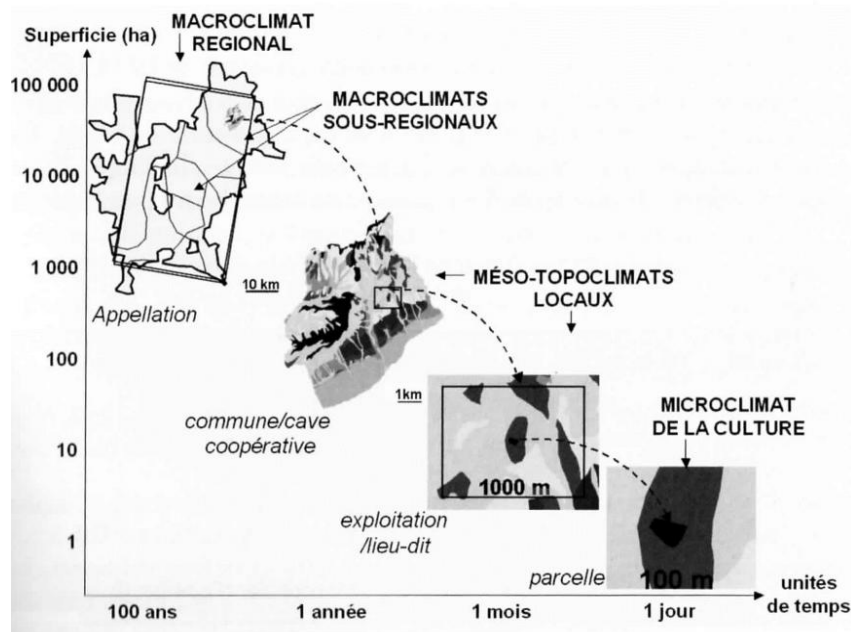 MACROCLIMAT
REGIONAL
Superficie (ha)
100 000
10 000
1 000
100
10
1
MACROCLIMATS
SOUS-REGIONAUX
10 km
Appellation
MÉSO-TOPOCLIMATS
LOCAUX
1km
commune/cave
coopérative
MICROCLIMAT
DE LA CULTURE
1000 m
exploitation
/lieu-dit
parcelle
100 m
100 ans
1 année
1 mois
1 jour
unités
de temps